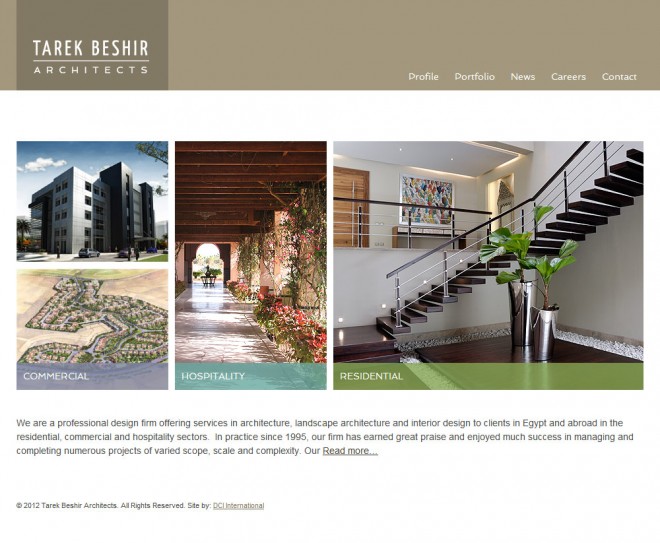 TAREK BESHIR
ARCHITECTS
Profile Portfolio News Careers Contact
COMMERCIAL
HOSPITALITY
RESIDENTIAL
We are a professional design firm offering services in architecture, landscape architecture and interior design to clients in Egypt and abroad in the
residential, commercial and hospitality sectors.  In practice since 1995, our firm has earned great praise and enjoyed much success in managing and
completing numerous projects of varied scope, scale and complexity. Our Read more...
© 2012 Tarek Beshir Architects. All Rights Reserved. Site by: DCI International